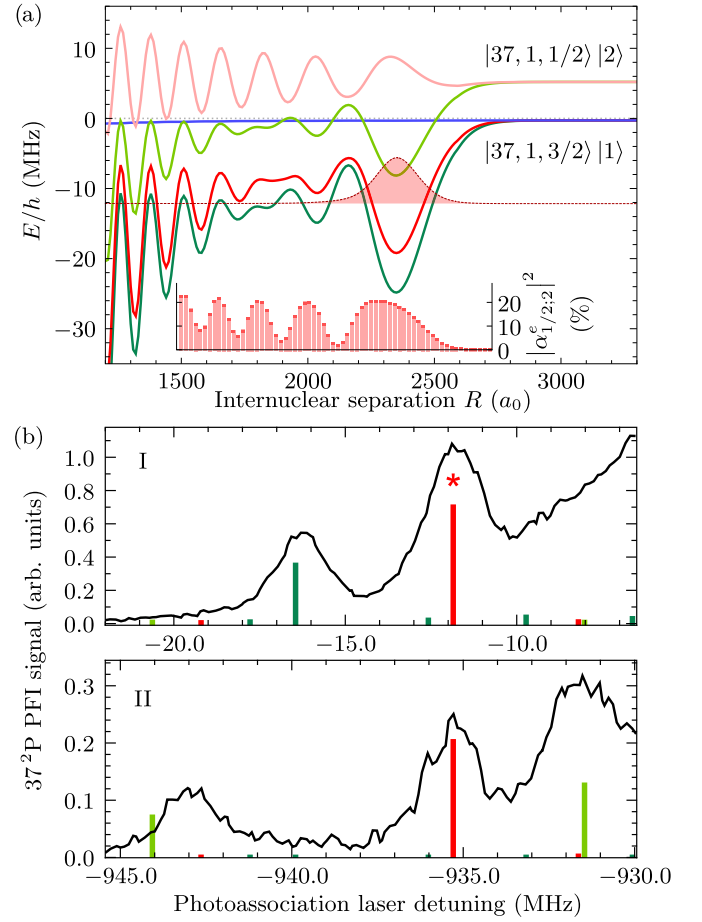 (a)
10
0
−10
−20
−30
E/h (MHz)
|37, 1, 1/2⟩ |2⟩
|37, 1, 3/2⟩ |1⟩
20
10
0
|α^e_{1/2;2}|^2
(%)
1500 2000 2500 3000
Internuclear separation R (a_0)
(b)
I
*
1.0
0.8
0.6
0.4
0.2
0.0
−20.0 −15.0 −10.0
II
0.3
0.2
0.1
0.0
−945.0 −940.0 −935.0 −930.0
37 ^2P PFI signal (arb. units)
Photoassociation laser detuning (MHz)